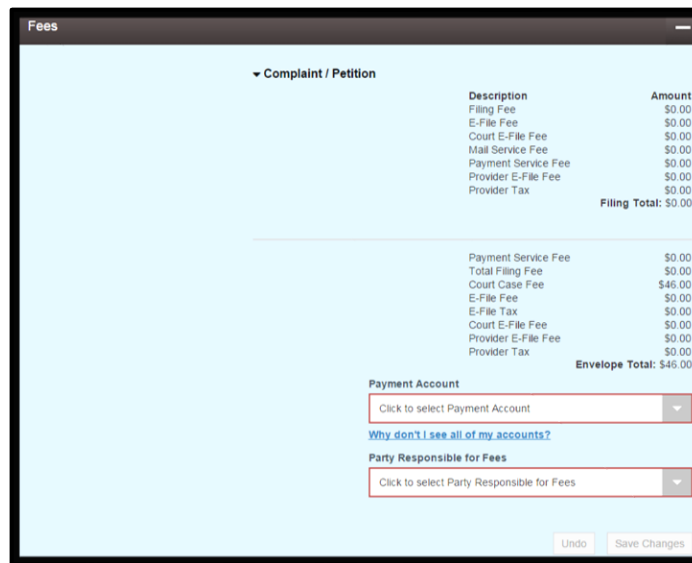 Fees
Complaint / Petition
Description Amount
Filing Fee $0.00
E-File Fee $0.00
Court E-File Fee $0.00
Mail Service Fee $0.00
Payment Service Fee $0.00
Provider E-File Fee $0.00
Provider Tax $0.00
Filing Total: $0.00
Payment Service Fee $0.00
Total Filing Fee $0.00
Court Case Fee $46.00
E-File Fee $0.00
E-File Tax $0.00
Court E-File Fee $0.00
Provider E-File Fee $0.00
Provider Tax $0.00
Envelope Total: $46.00
Payment Account
Click to select Payment Account
Why don't I see all of my accounts?
Party Responsible for Fees
Click to select Party Responsible for Fees
Undo Save Changes